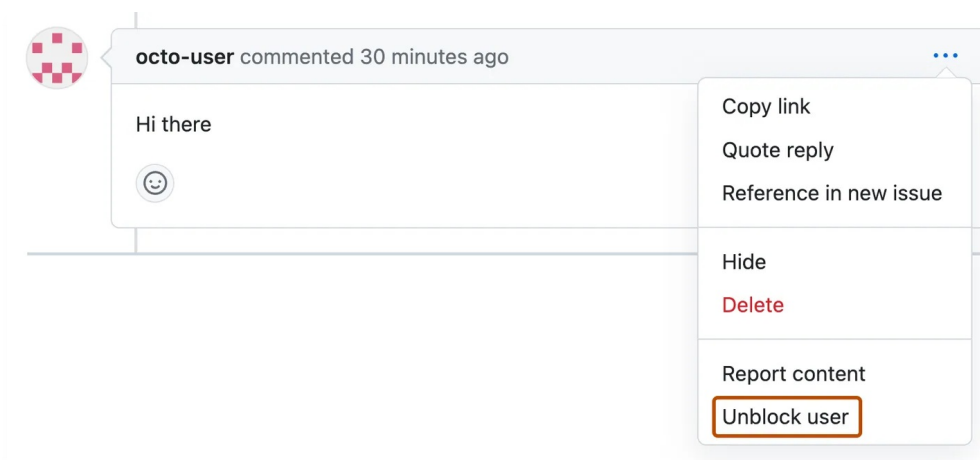 octo-user commented 30 minutes ago
Hi there
Copy link
Quote reply
Reference in new issue
Hide
Delete
Report content
Unblock user